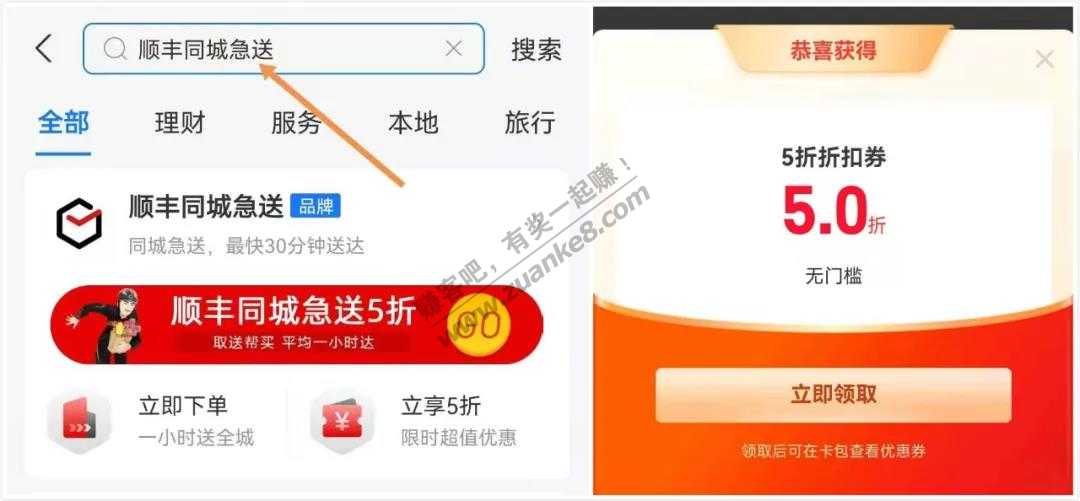 顺丰同城急送
搜索
全部 理财 服务 本地 旅行
顺丰同城急送 品牌
同城急送，最快30分钟送达
顺丰同城急送5折
GO
取送帮买 平均一小时达
立即下单
一小时送全城
立享5折
限时超值优惠
恭喜获得
5折折扣券
5.0折
无门槛
立即领取
领取后可在卡包查看优惠券
赚客吧，有奖一起赚！
www.zuanke8.com